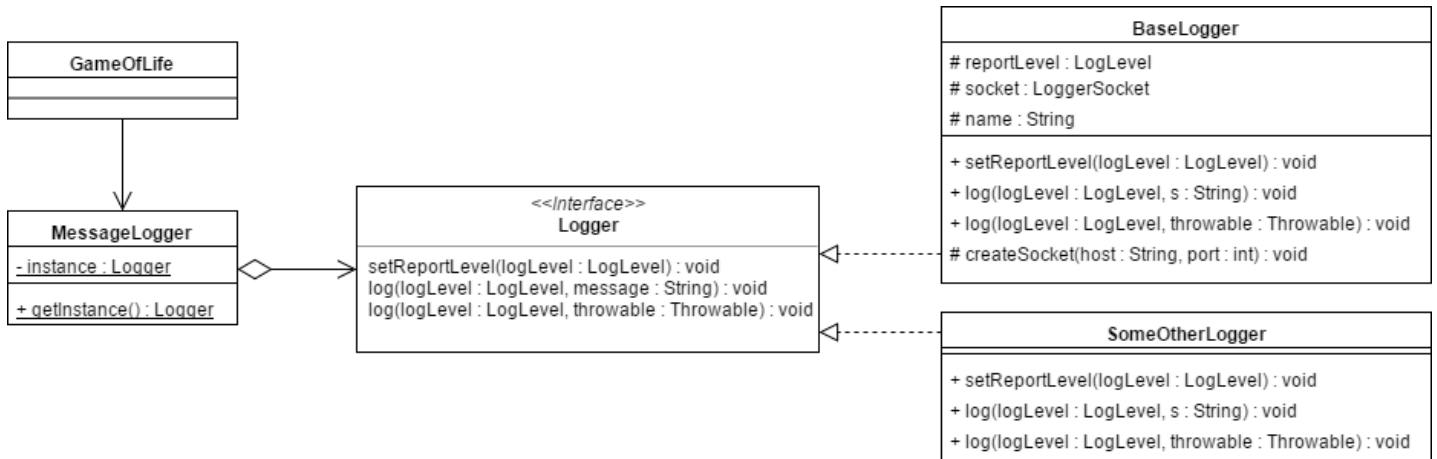 GameOfLife
MessageLogger
- instance : Logger
+ getInstance() : Logger
<<Interface>>
Logger
setReportLevel(logLevel : LogLevel) : void
log(logLevel : LogLevel, message : String) : void
log(logLevel : LogLevel, throwable : Throwable) : void
BaseLogger
# reportLevel : LogLevel
# socket : LoggerSocket
# name : String
+ setReportLevel(logLevel : LogLevel) : void
+ log(logLevel : LogLevel, s : String) : void
+ log(logLevel : LogLevel, throwable : Throwable) : void
# createSocket(host : String, port : int) : void
SomeOtherLogger
+ setReportLevel(logLevel : LogLevel) : void
+ log(logLevel : LogLevel, s : String) : void
+ log(logLevel : LogLevel, throwable : Throwable) : void